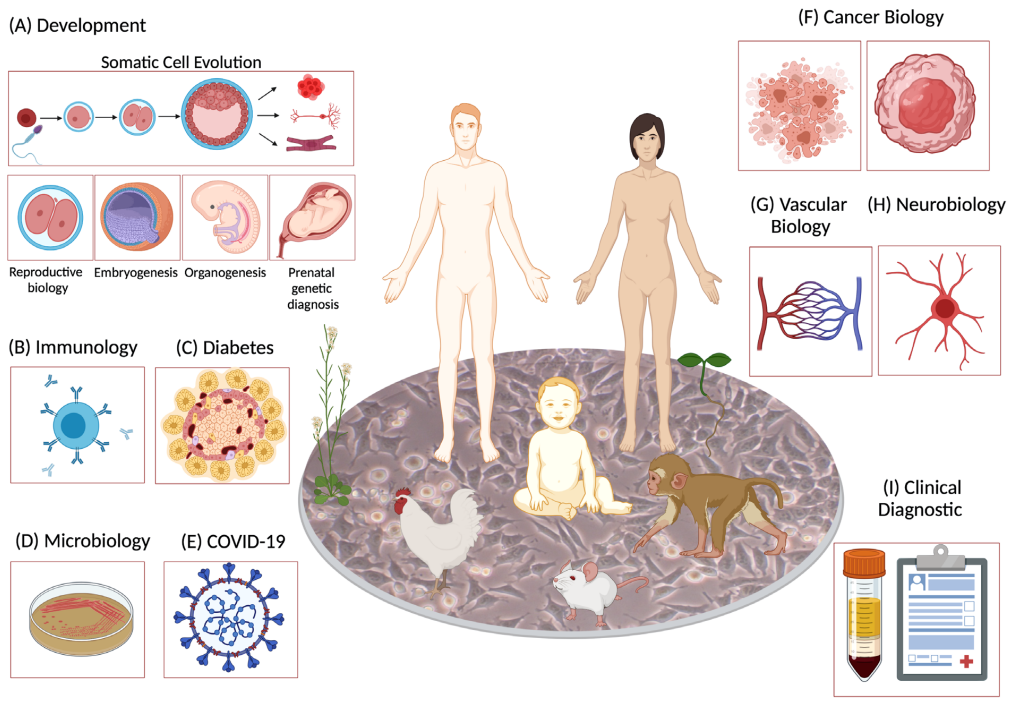 (A) Development
Somatic Cell Evolution
Reproductive
biology
Embryogenesis
Organogenesis
Prenatal
genetic
diagnosis
(B) Immunology
(C) Diabetes
(D) Microbiology
(E) COVID-19
(F) Cancer Biology
(G) Vascular
Biology
(H) Neurobiology
(I) Clinical
Diagnostic